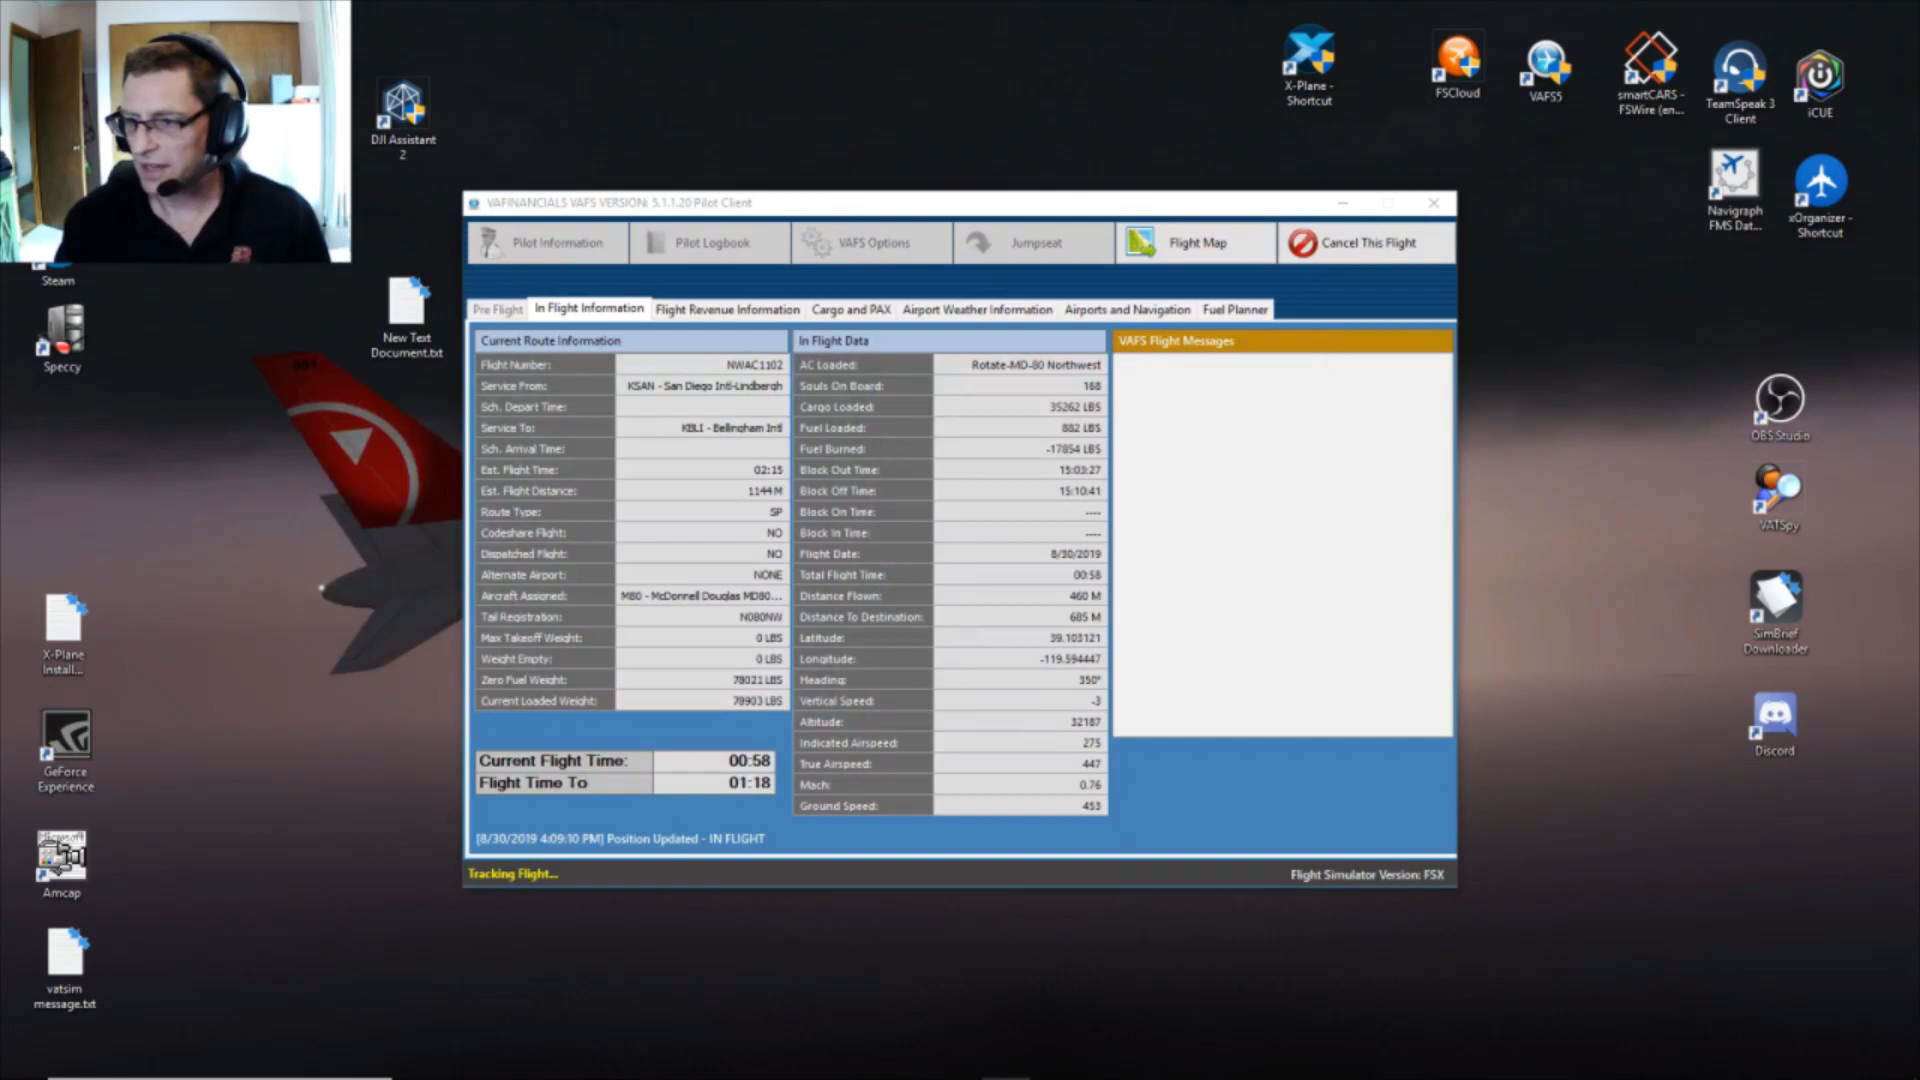 X-Plane -
Shortcut
FSCloud
VAFS5
smartCARS -
FSWire (en...
TeamSpeak 3
Client
iCUE
DJI Assistant
2
Navigraph
FMS Dat...
xOrganizer -
Shortcut
VAFINANCIALS VAFS VERSION: 5.1.1.20 Pilot Client
Pilot Information
Pilot Logbook
VAFS Options
Jumpseat
Flight Map
Cancel This Flight
Steam
Pre Flight
In Flight Information
Flight Revenue Information
Cargo and PAX
Airport Weather Information
Airports and Navigation
Fuel Planner
New Text
Document.txt
Speccy
Current Route Information
Flight Number: NWAC1102
Service From: KSAN - San Diego Intl-Lindbergh
Sch. Depart Time:
Service To: KBLI - Bellingham Intl
Sch. Arrival Time:
Est. Flight Time: 02:15
Est. Flight Distance: 1144 M
Route Type: SP
Codeshare Flight: NO
Dispatched Flight: NO
Alternate Airport: NONE
Aircraft Assigned: M80 - McDonnell Douglas MD80...
Tail Registration: N080NW
Max Takeoff Weight: 0 LBS
Weight Empty: 0 LBS
Zero Fuel Weight: 78021 LBS
Current Loaded Weight: 78903 LBS
Current Flight Time: 00:58
Flight Time To 01:18
In Flight Data
AC Loaded: Rotate-MD-80 Northwest
Souls On Board: 168
Cargo Loaded: 35262 LBS
Fuel Loaded: 882 LBS
Fuel Burned: -17854 LBS
Block Out Time: 15:03:27
Block Off Time: 15:10:41
Block On Time: ----
Block In Time: ----
Flight Date: 8/30/2019
Total Flight Time: 00:58
Distance Flown: 460 M
Distance To Destination: 685 M
Latitude: 39.103121
Longitude: -119.594447
Heading: 350°
Vertical Speed: -3
Altitude: 32187
Indicated Airspeed: 275
True Airspeed: 447
Mach: 0.76
Ground Speed: 453
VAFS Flight Messages
[8/30/2019 4:09:10 PM] Position Updated - IN FLIGHT
Tracking Flight...
Flight Simulator Version: FSX
OBS Studio
VATSpy
SimBrief
Downloader
Discord
X-Plane
Install...
GeForce
Experience
Microsoft
Amcap
vatsim
message.txt